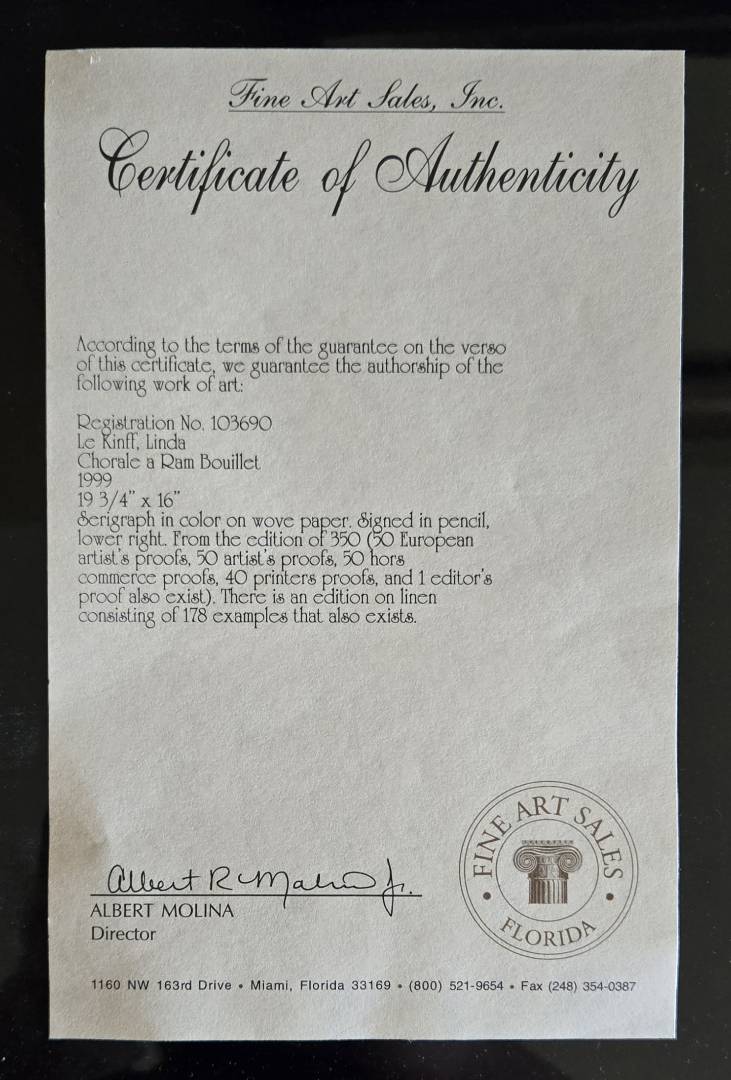 Fine Art Sales, Inc.
Certificate of Authenticity
According to the terms of the guarantee on the verso
of this certificate, we guarantee the authorship of the
following work of art:
Registration No. 103690
Le Kinff, Linda
Chorale a Ram Bouillet
1999
19 3/4" x 16"
Serigraph in color on wove paper. Signed in pencil,
lower right. From the edition of 350 (50 European
artist's proofs, 50 artist's proofs, 50 hors
commerce proofs, 40 printers proofs, and 1 editor's
proof also exist). There is an edition on linen
consisting of 178 examples that also exists.
Albert R Molina Jr.
ALBERT MOLINA
Director
• FINE ART SALES •
FLORIDA
1160 NW 163rd Drive • Miami, Florida 33169 • (800) 521-9654 • Fax (248) 354-0387